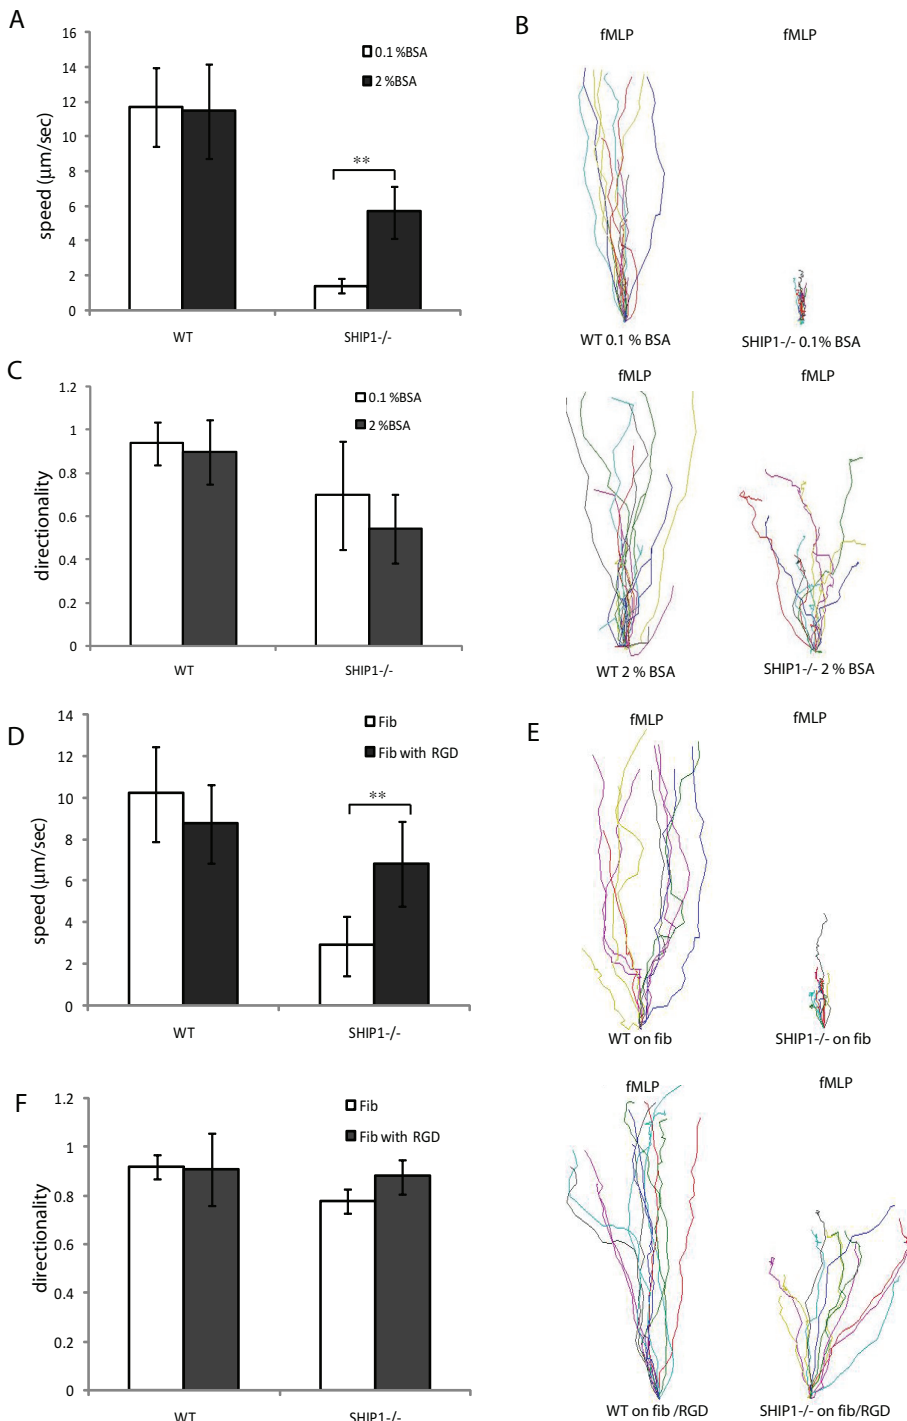 A
16
14
12
10
8
6
4
2
0
speed (µm/sec)
0.1 %BSA
2 %BSA
**
WT
SHIP1-/-
B
fMLP
fMLP
WT 0.1 % BSA
SHIP1-/- 0.1% BSA
fMLP
fMLP
WT 2 % BSA
SHIP1-/- 2 % BSA
C
1.2
1
0.8
0.6
0.4
0.2
0
directionality
0.1 %BSA
2 %BSA
WT
SHIP1-/-
D
14
12
10
8
6
4
2
0
speed (µm/sec)
Fib
Fib with RGD
**
WT
SHIP1-/-
E
fMLP
fMLP
WT on fib
SHIP1-/- on fib
fMLP
fMLP
WT on fib /RGD
SHIP1-/- on fib/RGD
F
1.2
1
0.8
0.6
0.4
0.2
0
directionality
Fib
Fib with RGD
WT
SHIP1-/-